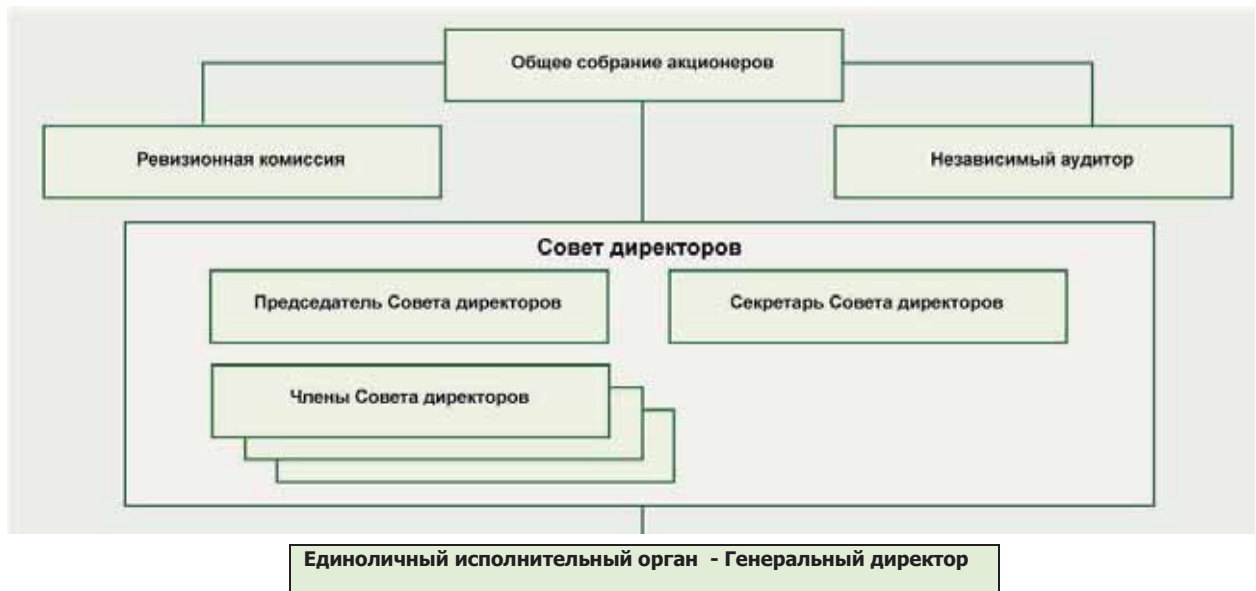 Общее собрание акционеров
Ревизионная комиссия
Независимый аудитор
Совет директоров
Председатель Совета директоров
Секретарь Совета директоров
Члены Совета директоров
Единоличный исполнительный орган - Генеральный директор